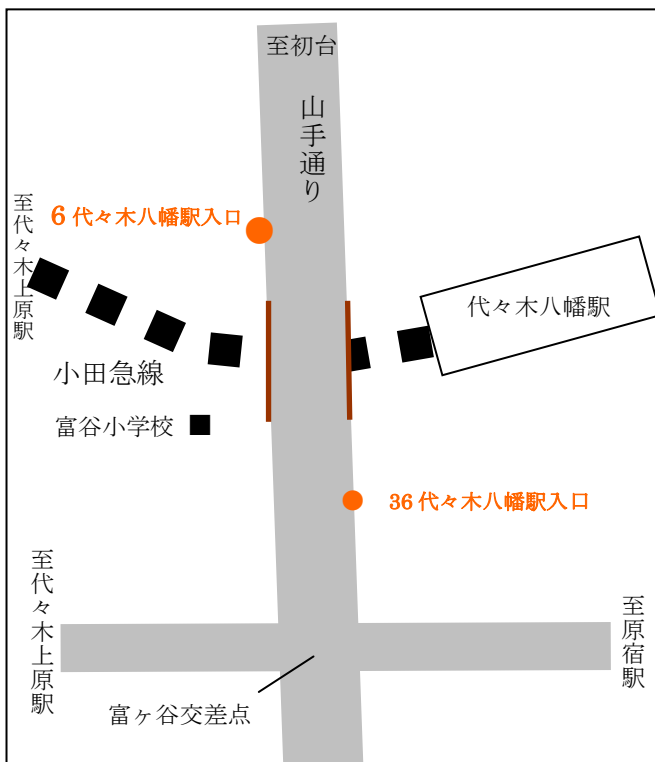 至初台
山手通り
至代々木上原駅
6 代々木八幡駅入口
代々木八幡駅
小田急線
富谷小学校
36 代々木八幡駅入口
至代々木上原駅
至原宿駅
富ヶ谷交差点